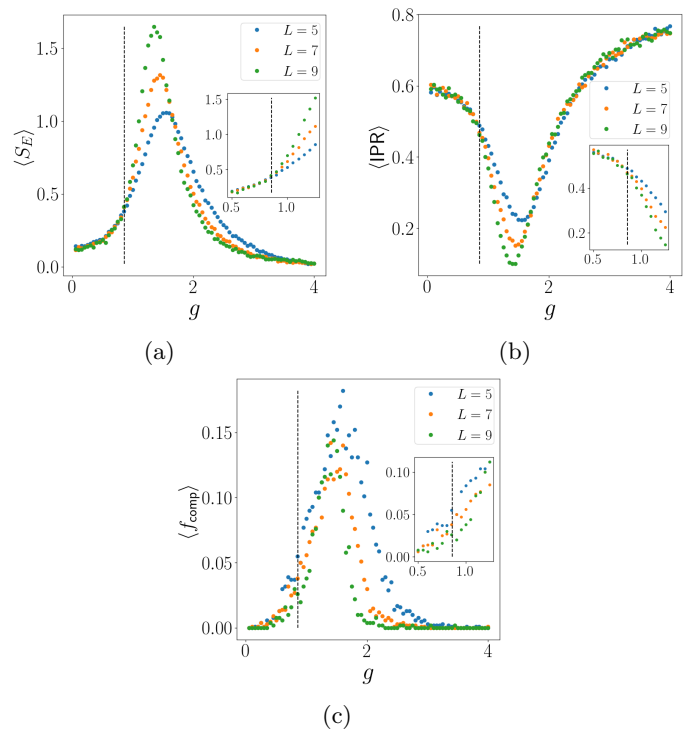 ⟨S_E⟩
1.5
1.0
0.5
0.0
L = 5
L = 7
L = 9
1.5
1.0
0.5
0.5 1.0
0 2 4
g
(a)
⟨IPR⟩
0.8
0.6
0.4
0.2
L = 5
L = 7
L = 9
0.4
0.2
0.5 1.0
0 2 4
g
(b)
⟨f_comp⟩
0.15
0.10
0.05
0.00
L = 5
L = 7
L = 9
0.10
0.05
0.00
0.5 1.0
0 2 4
g
(c)